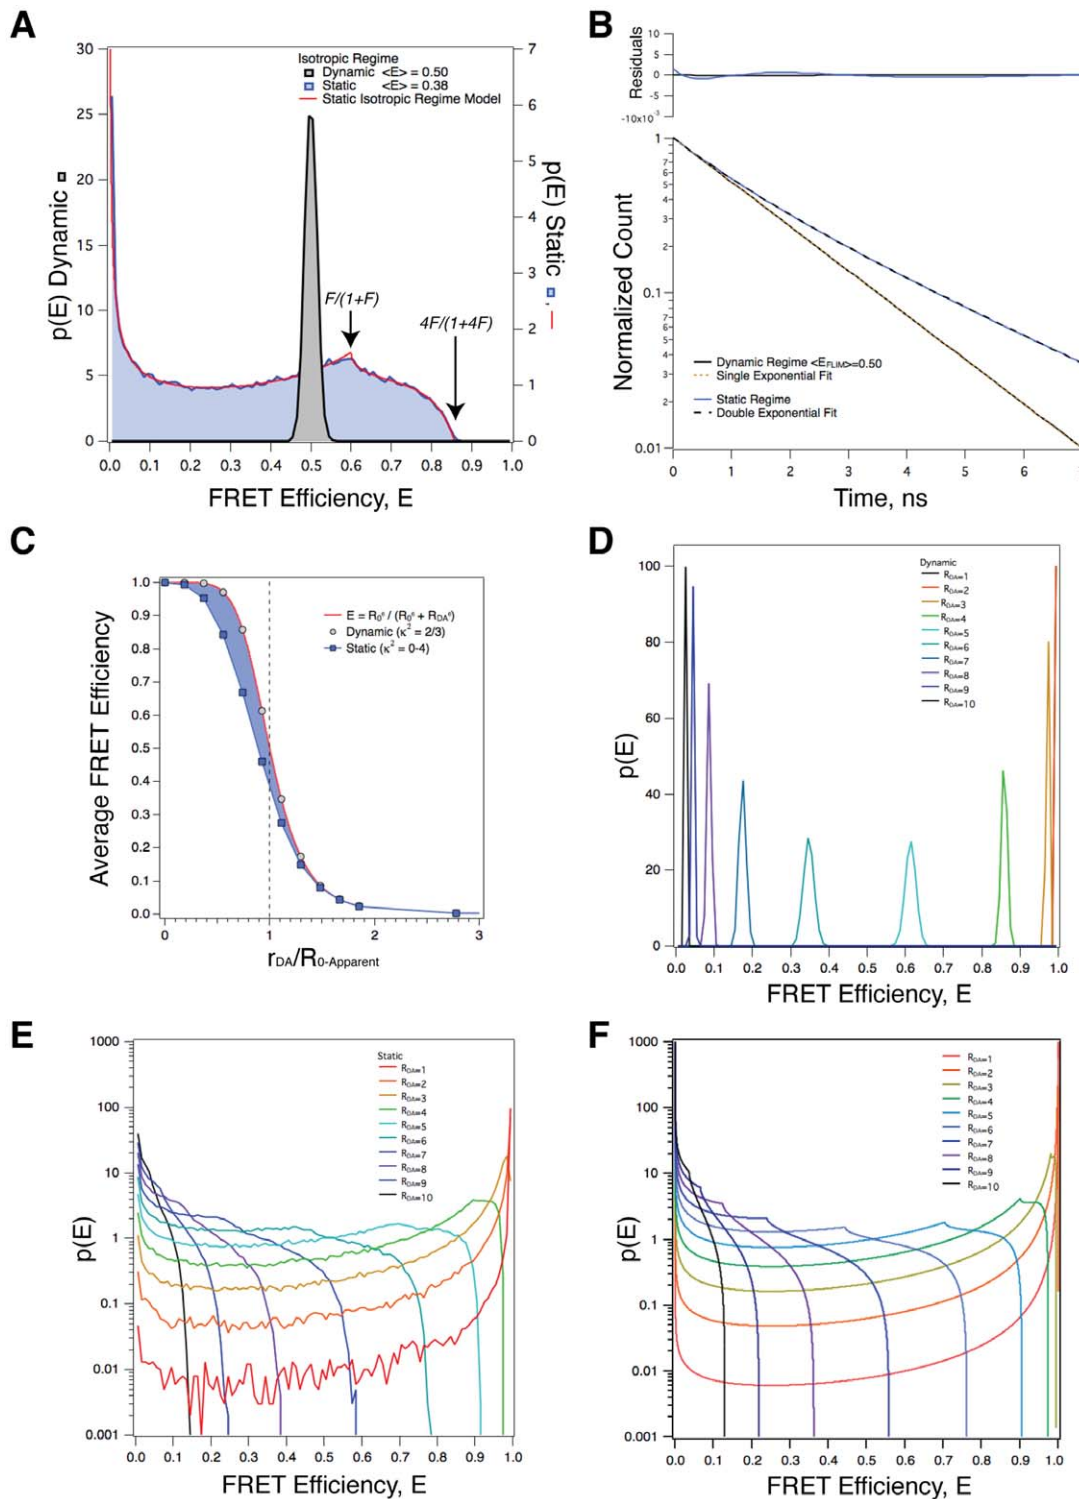 A
Isotropic Regime
Dynamic <E> = 0.50
Static <E> = 0.38
Static Isotropic Regime Model
F/(1+F)
4F/(1+4F)
p(E) Dynamic
p(E) Static
30
25
20
15
10
5
0
7
6
5
4
3
2
1
0
0.0 0.1 0.2 0.3 0.4 0.5 0.6 0.7 0.8 0.9 1.0
FRET Efficiency, E
B
Residuals
10
5
0
-5
-10x10⁻³
Normalized Count
1
7
6
5
4
3
2
0.1
7
6
5
4
3
2
0.01
Dynamic Regime <EFLIM>=0.50
Single Exponential Fit
Static Regime
Double Exponential Fit
0 1 2 3 4 5 6 7
Time, ns
C
Average FRET Efficiency
1.0
0.9
0.8
0.7
0.6
0.5
0.4
0.3
0.2
0.1
0.0
E = R₀⁶ / (R₀⁶ + RDA⁶)
Dynamic (κ² = 2/3)
Static (κ² = 0-4)
0 1 2 3
rDA/R0-Apparent
D
p(E)
100
80
60
40
20
0
Dynamic
RDA=1
RDA=2
RDA=3
RDA=4
RDA=5
RDA=6
RDA=7
RDA=8
RDA=9
RDA=10
0.0 0.1 0.2 0.3 0.4 0.5 0.6 0.7 0.8 0.9 1.0
FRET Efficiency, E
E
p(E)
1000
100
10
1
0.1
0.01
0.001
Static
RDA=1
RDA=2
RDA=3
RDA=4
RDA=5
RDA=6
RDA=7
RDA=8
RDA=9
RDA=10
0.0 0.1 0.2 0.3 0.4 0.5 0.6 0.7 0.8 0.9 1.0
FRET Efficiency, E
F
p(E)
1000
100
10
1
0.1
0.01
0.001
RDA=1
RDA=2
RDA=3
RDA=4
RDA=5
RDA=6
RDA=7
RDA=8
RDA=9
RDA=10
0.0 0.1 0.2 0.3 0.4 0.5 0.6 0.7 0.8 0.9 1.0
FRET Efficiency, E